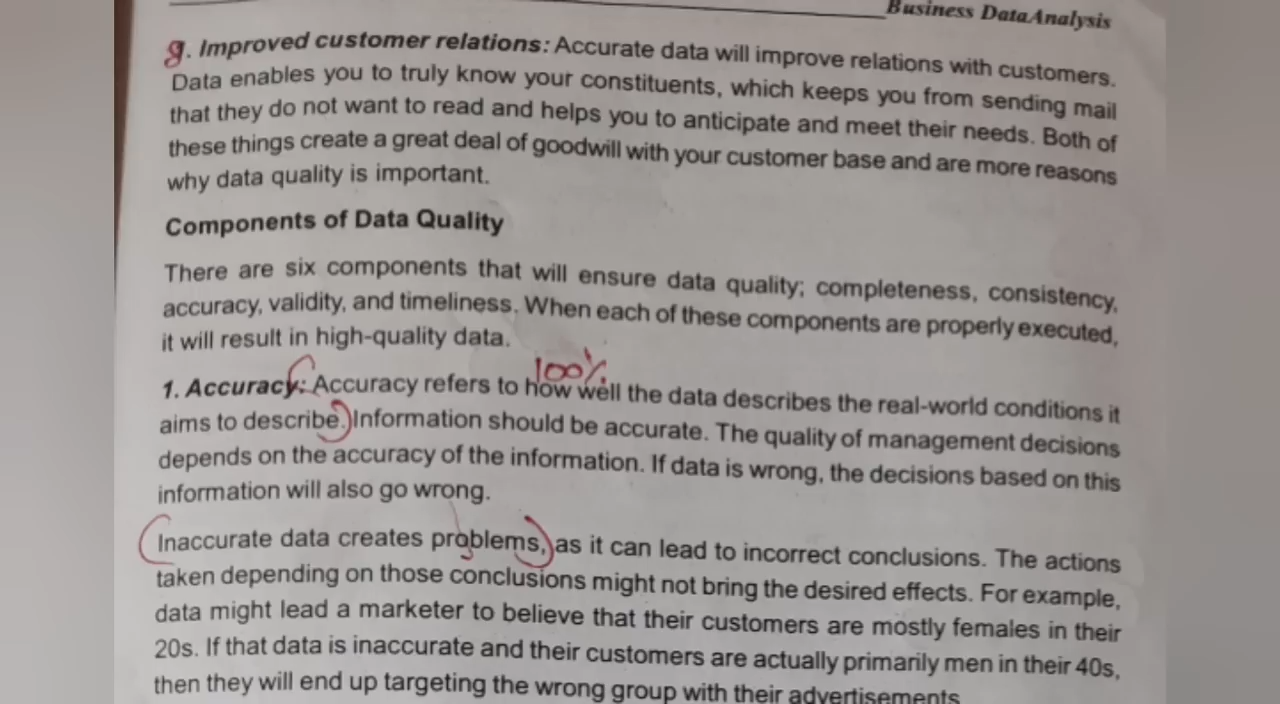 Business DataAnalysis
g. Improved customer relations: Accurate data will improve relations with customers.
Data enables you to truly know your constituents, which keeps you from sending mail
that they do not want to read and helps you to anticipate and meet their needs. Both of
these things create a great deal of goodwill with your customer base and are more reasons
why data quality is important.
Components of Data Quality
There are six components that will ensure data quality; completeness, consistency,
accuracy, validity, and timeliness. When each of these components are properly executed,
it will result in high-quality data.
100%
1. Accuracy: Accuracy refers to how well the data describes the real-world conditions it
aims to describe. Information should be accurate. The quality of management decisions
depends on the accuracy of the information. If data is wrong, the decisions based on this
information will also go wrong.
Inaccurate data creates problems, as it can lead to incorrect conclusions. The actions
taken depending on those conclusions might not bring the desired effects. For example,
data might lead a marketer to believe that their customers are mostly females in their
20s. If that data is inaccurate and their customers are actually primarily men in their 40s,
then they will end up targeting the wrong group with their advertisements